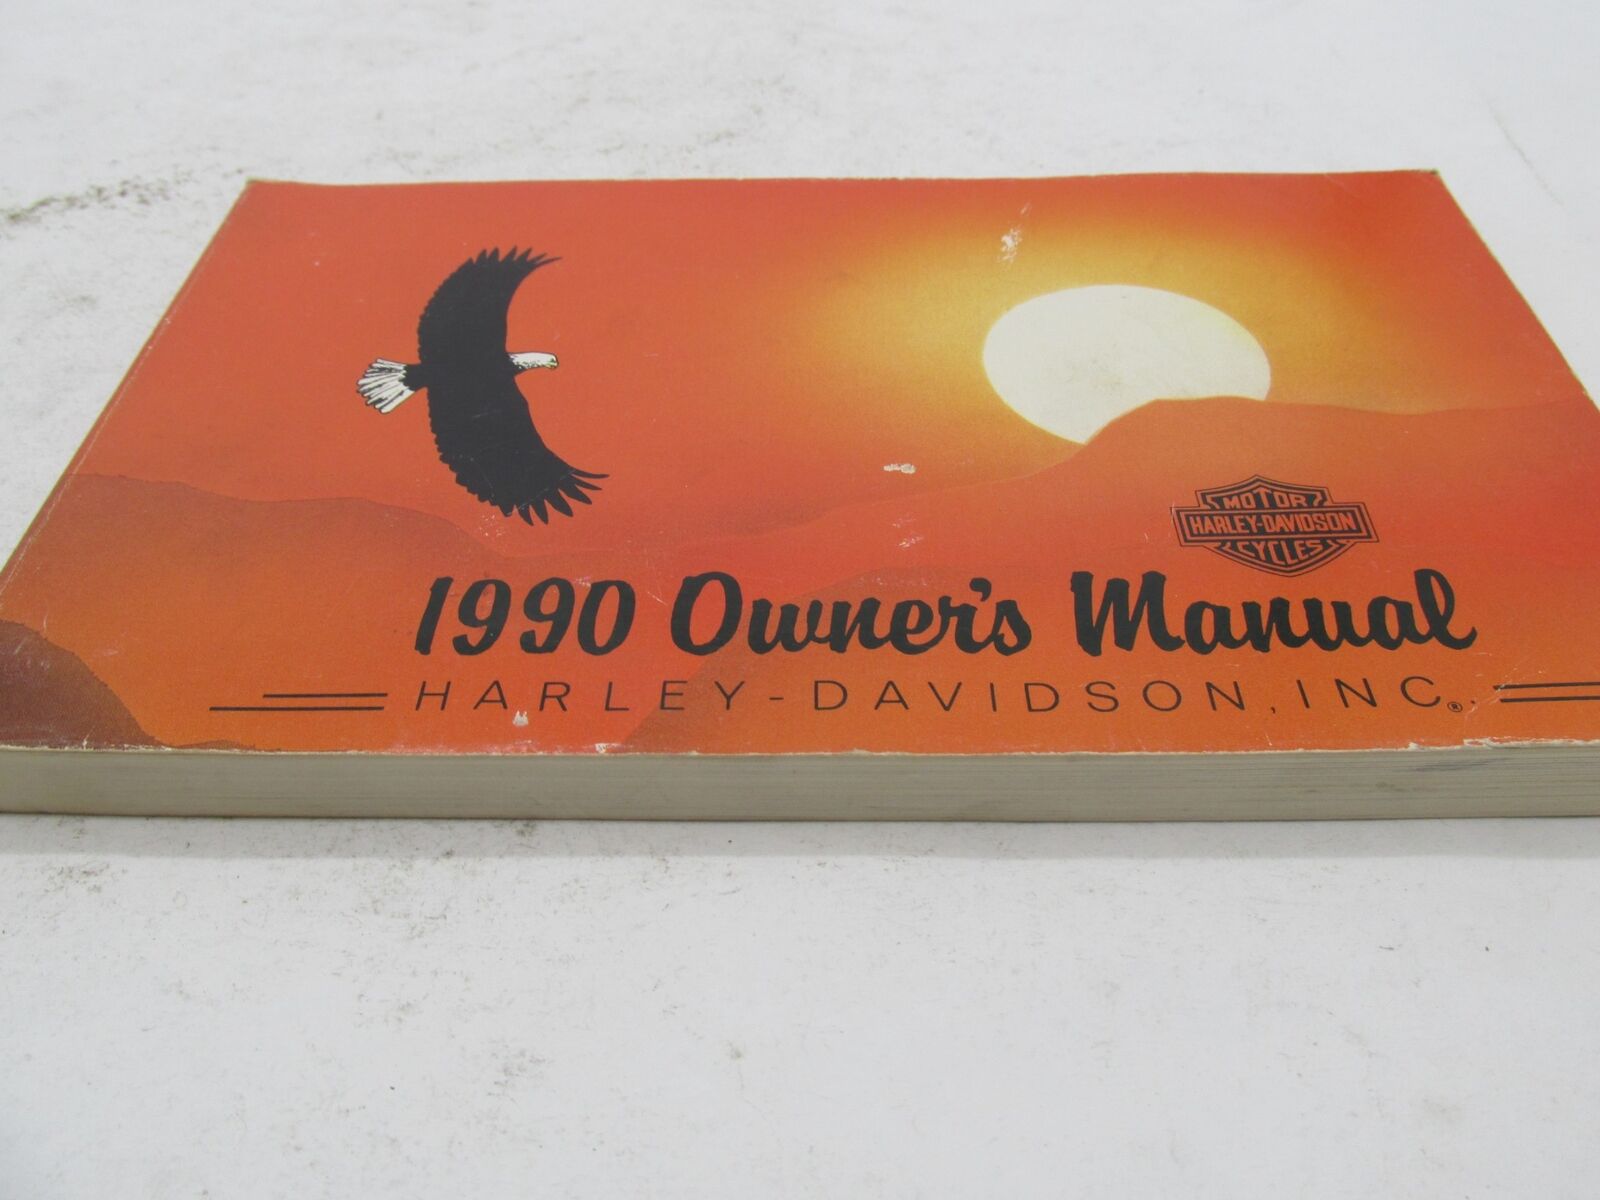 MOTOR
HARLEY-DAVIDSON
CYCLES
1990 Owner's Manual
HARLEY-DAVIDSON, INC.®